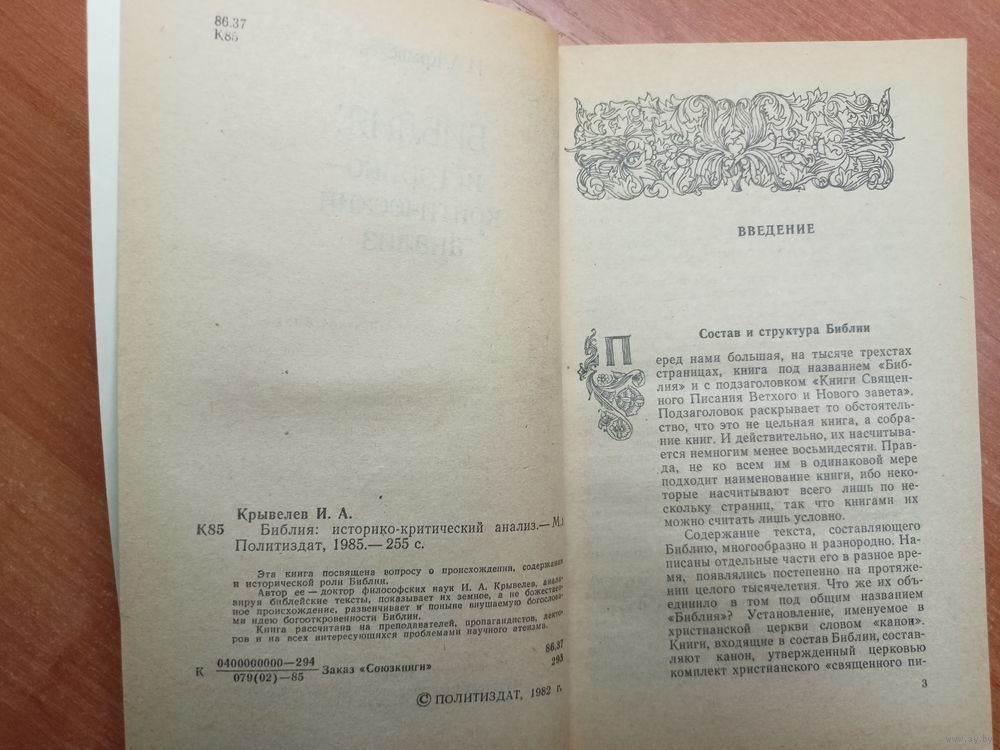 86.37
К85
Крывелев И. А.
К85 Библия: историко-критический анализ.— М.:
Политиздат, 1985.— 255 с.
Эта книга посвящена вопросу о происхождении, содержании
и исторической роли Библии.
Автор ее — доктор философских наук И. А. Крывелев, анали-
зируя библейские тексты, показывает их земное, а не божествен-
ное происхождение, развенчивает и поныне внушаемую богослова-
ми идею богооткровенности Библии.
Книга рассчитана на преподавателей, пропагандистов, лекто-
ров и на всех интересующихся проблемами научного атеизма.
К 0400000000—294
079(02)—85
Заказ «Союзкниги»
86.37
293
© ПОЛИТИЗДАТ, 1982 г.
ВВЕДЕНИЕ
Состав и структура Библии
Перед нами большая, на тысяче трехстах
страницах, книга под названием «Биб-
лия» и с подзаголовком «Книги Священ-
ного Писания Ветхого и Нового завета».
Подзаголовок раскрывает то обстоятель-
ство, что это не цельная книга, а собра-
ние книг. И действительно, их насчитыва-
ется немногим менее восьмидесяти. Прав-
да, не ко всем им в одинаковой мере
подходит наименование книги, ибо неко-
торые насчитывают всего лишь по не-
скольку страниц, так что книгами их
можно считать лишь условно.
Содержание текста, составляющего
Библию, многообразно и разнородно. На-
писаны отдельные части его в разное вре-
мя, появились постепенно на протяже-
нии целого тысячелетия. Что же их объ-
единило в том под общим названием
«Библия»? Установление, именуемое в
христианской церкви словом «канон».
Книги, входящие в состав Библии, состав-
ляют канон, утвержденный церковью
комплект христианского «священного пи-
3
www.ay.by